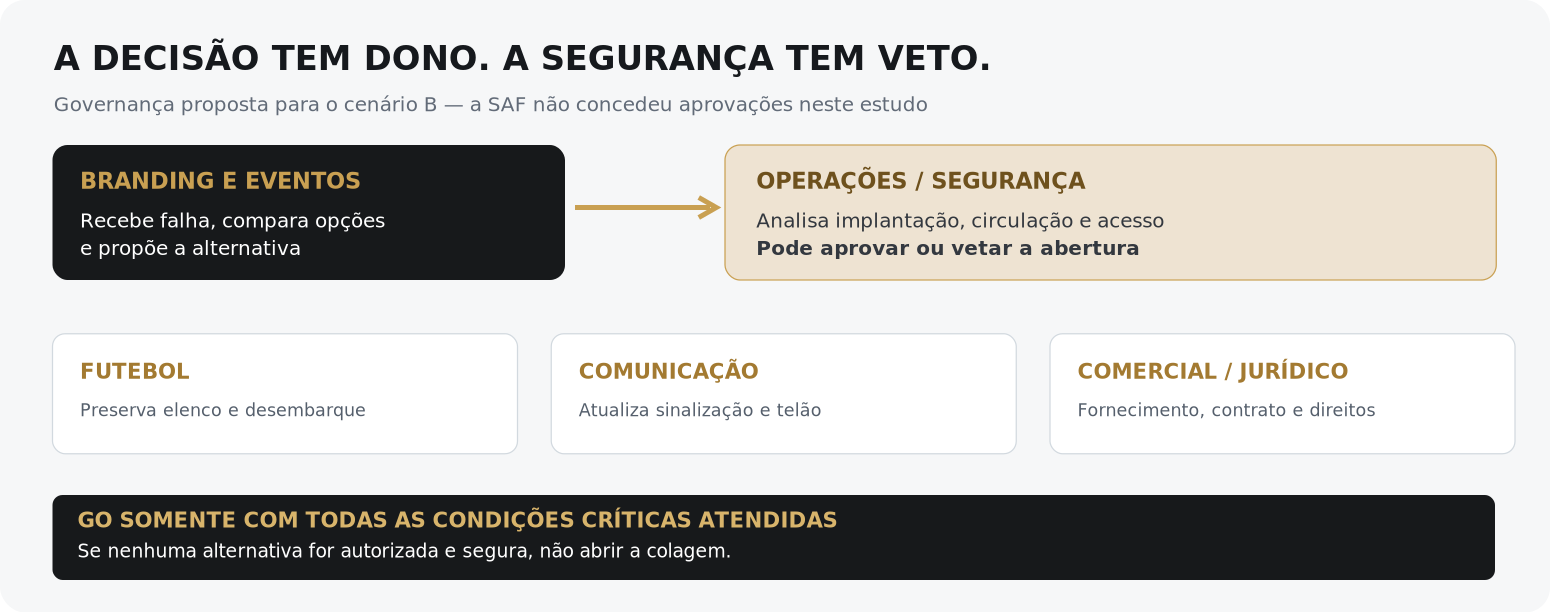 A DECISÃO TEM DONO. A SEGURANÇA TEM VETO.
Governança proposta para o cenário B — a SAF não concedeu aprovações neste estudo
BRANDING E EVENTOS
Recebe falha, compara opções
e propõe a alternativa
OPERAÇÕES / SEGURANÇA
Analisa implantação, circulação e acesso
Pode aprovar ou vetar a abertura
FUTEBOL
Preserva elenco e desembarque
COMUNICAÇÃO
Atualiza sinalização e telão
COMERCIAL / JURÍDICO
Fornecimento, contrato e direitos
GO SOMENTE COM TODAS AS CONDIÇÕES CRÍTICAS ATENDIDAS
Se nenhuma alternativa for autorizada e segura, não abrir a colagem.